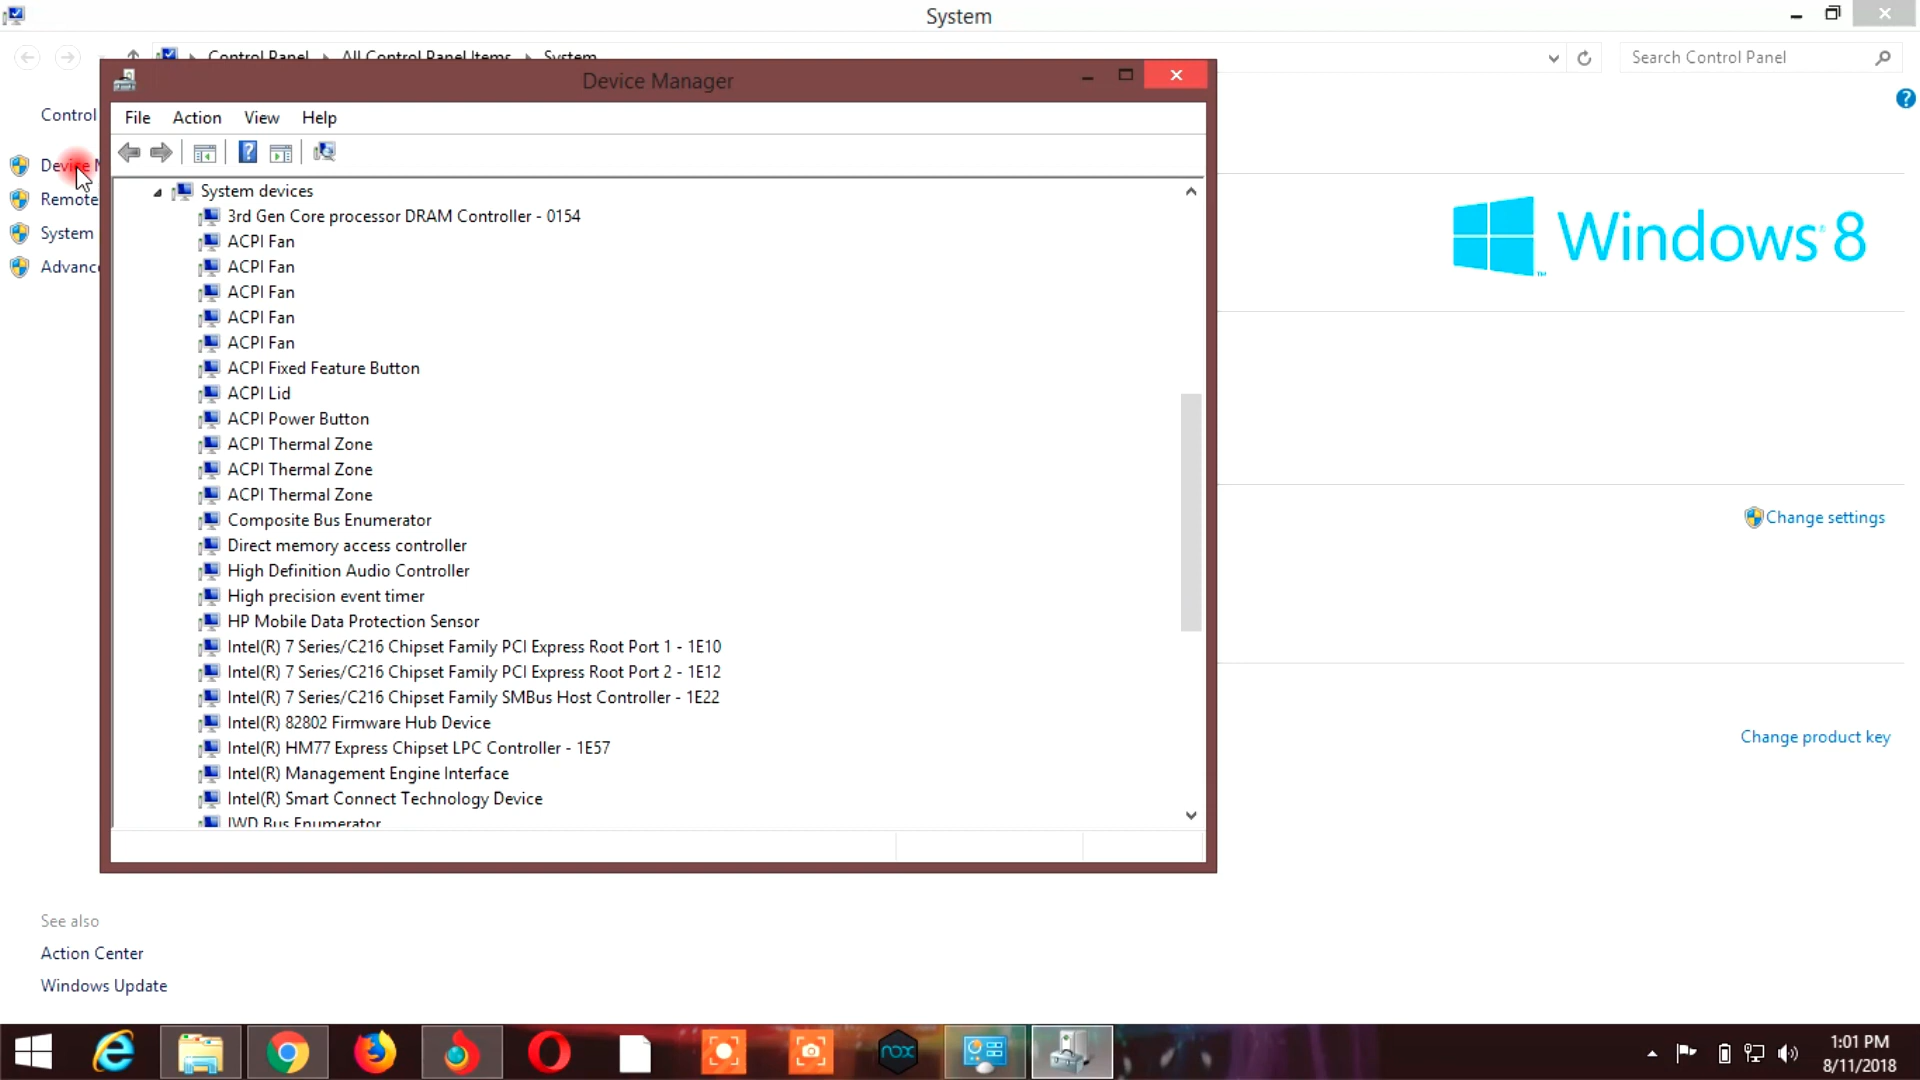 System
Control Panel All Control Panel Items System
Search Control Panel
Device Manager
Control
File Action View Help
Device M
Remote
System
Advanc
System devices
3rd Gen Core processor DRAM Controller - 0154
ACPI Fan
ACPI Fan
ACPI Fan
ACPI Fan
ACPI Fan
ACPI Fixed Feature Button
ACPI Lid
ACPI Power Button
ACPI Thermal Zone
ACPI Thermal Zone
ACPI Thermal Zone
Composite Bus Enumerator
Direct memory access controller
High Definition Audio Controller
High precision event timer
HP Mobile Data Protection Sensor
Intel(R) 7 Series/C216 Chipset Family PCI Express Root Port 1 - 1E10
Intel(R) 7 Series/C216 Chipset Family PCI Express Root Port 2 - 1E12
Intel(R) 7 Series/C216 Chipset Family SMBus Host Controller - 1E22
Intel(R) 82802 Firmware Hub Device
Intel(R) HM77 Express Chipset LPC Controller - 1E57
Intel(R) Management Engine Interface
Intel(R) Smart Connect Technology Device
IWD Bus Enumerator
Windows 8
Change settings
Change product key
See also
Action Center
Windows Update
nox
1:01 PM
8/11/2018